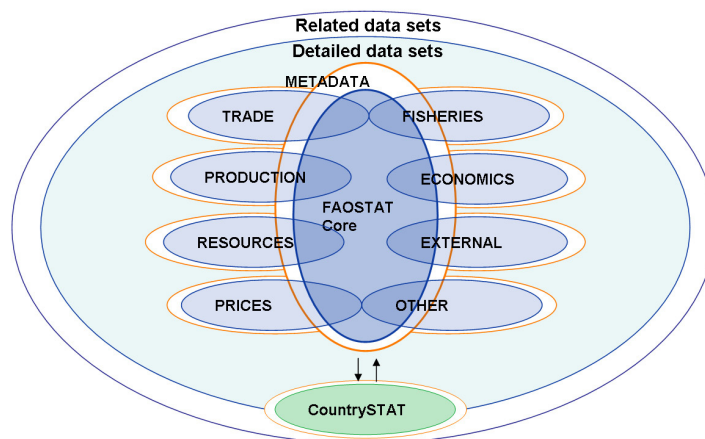 Related data sets
Detailed data sets
METADATA
TRADE
FISHERIES
PRODUCTION
ECONOMICS
FAOSTAT
Core
RESOURCES
EXTERNAL
PRICES
OTHER
CountrySTAT